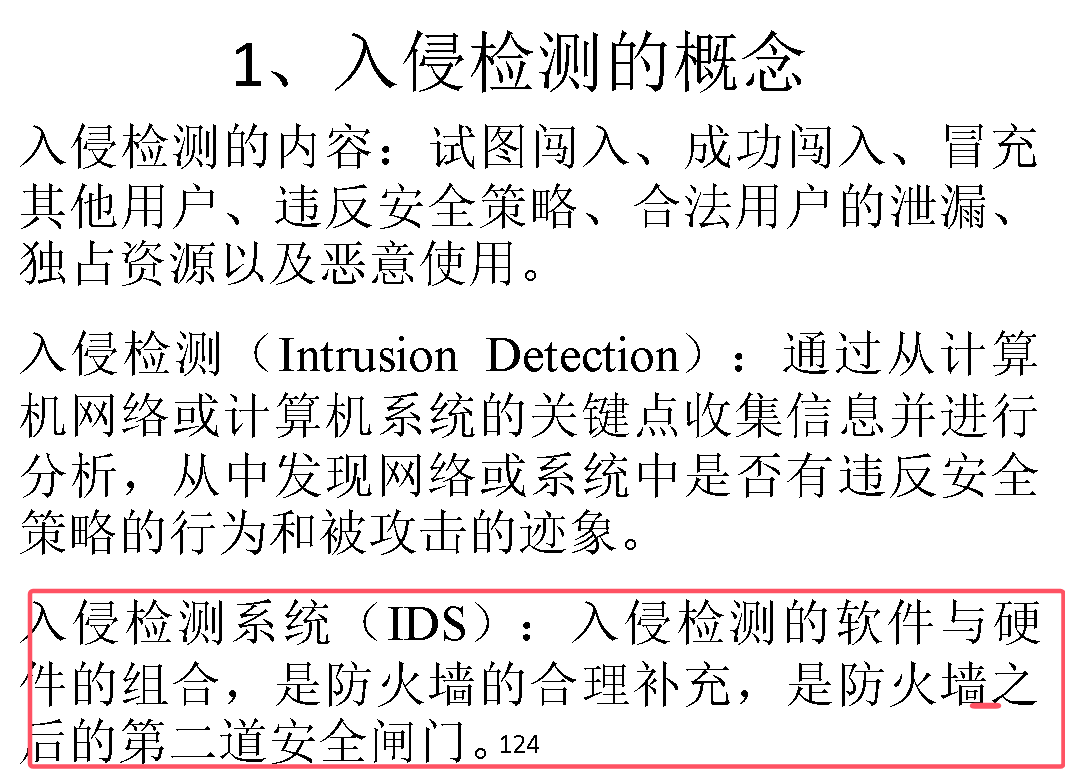 1、入侵检测的概念
入侵检测的内容：试图闯入、成功闯入、冒充
其他用户、违反安全策略、合法用户的泄漏、
独占资源以及恶意使用。
入侵检测（Intrusion Detection）：通过从计算
机网络或计算机系统的关键点收集信息并进行
分析，从中发现网络或系统中是否有违反安全
策略的行为和被攻击的迹象。
入侵检测系统（IDS）：入侵检测的软件与硬
件的组合，是防火墙的合理补充，是防火墙之
后的第二道安全闸门。124